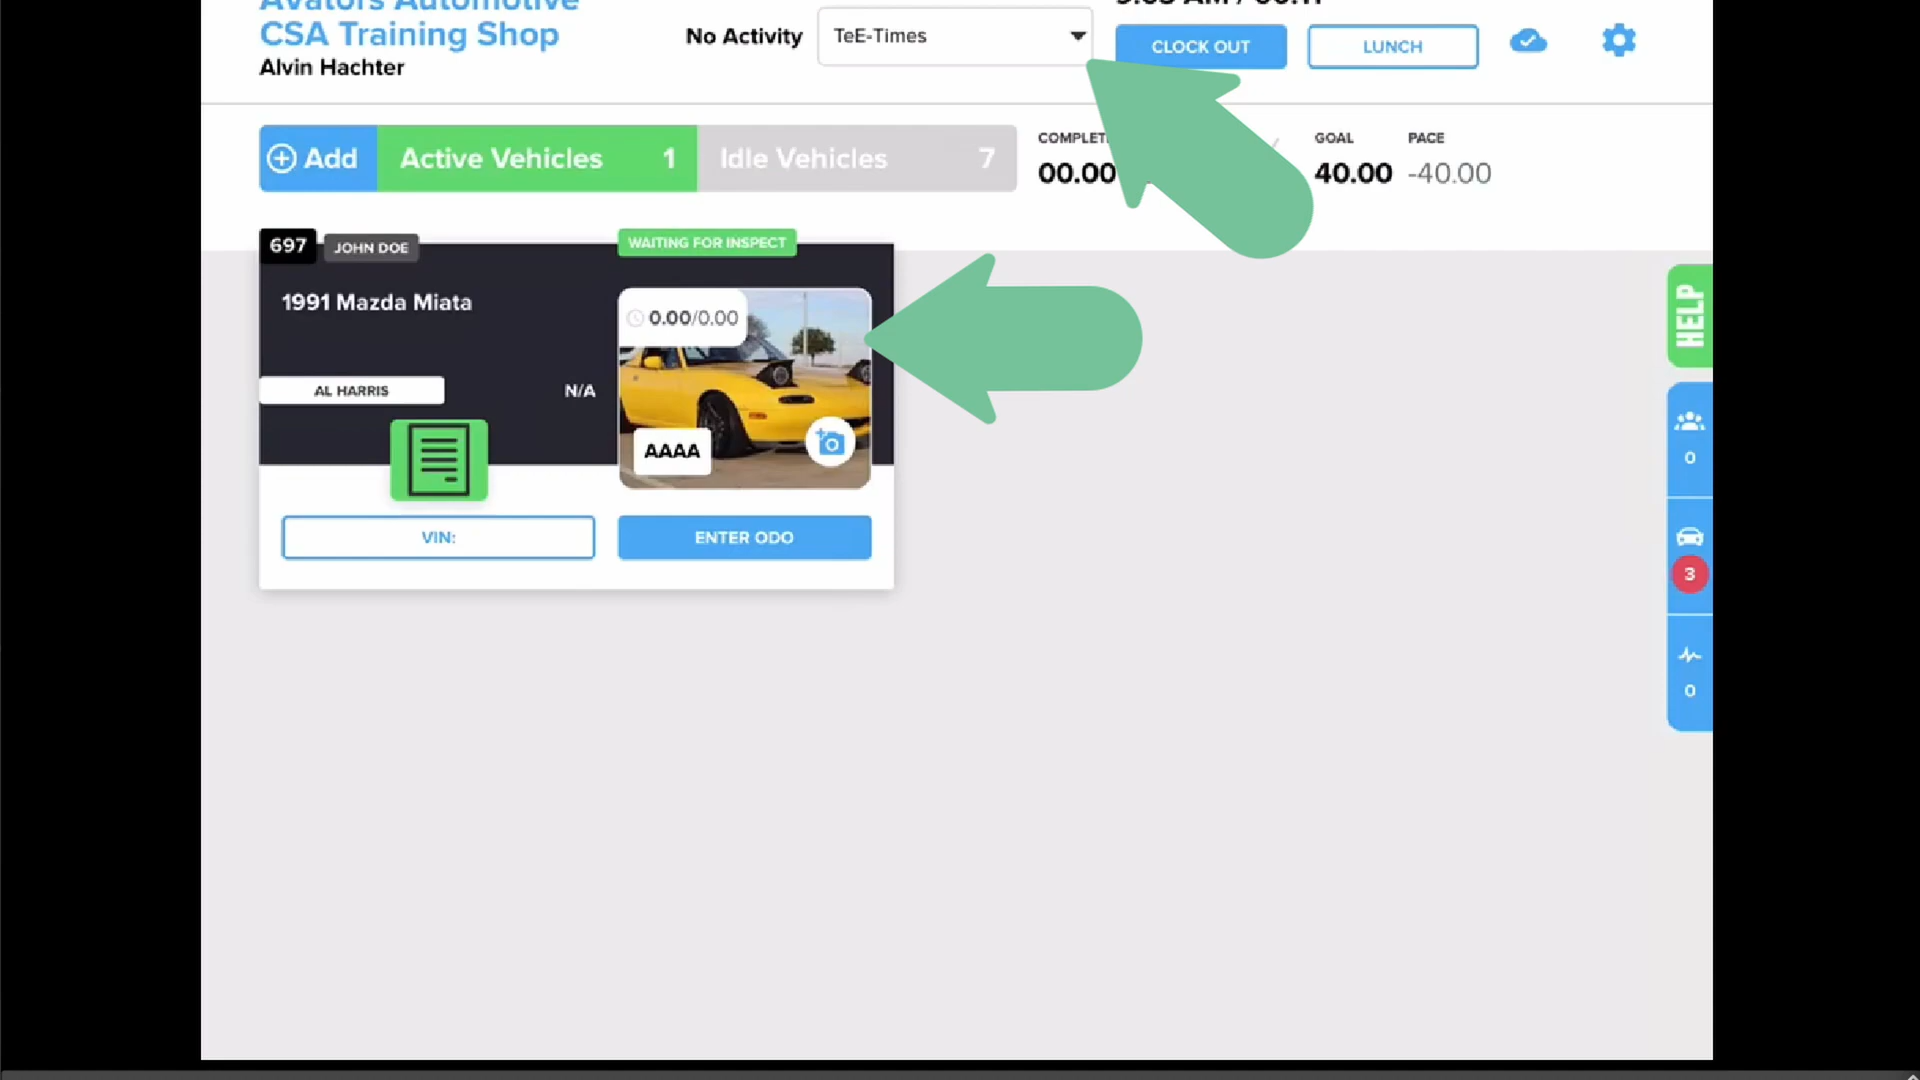 Avators Automotive
CSA Training Shop
Alvin Hachter
No Activity
TeE-Times
CLOCK OUT
LUNCH
Add
Active Vehicles 1
Idle Vehicles 7
GOAL
40.00
PACE
-40.00
00.00
697
JOHN DOE
WAITING FOR INSPECT
1991 Mazda Miata
0.00/0.00
AL HARRIS
N/A
AAAA
VIN:
ENTER ODO
HELP
0
3
0